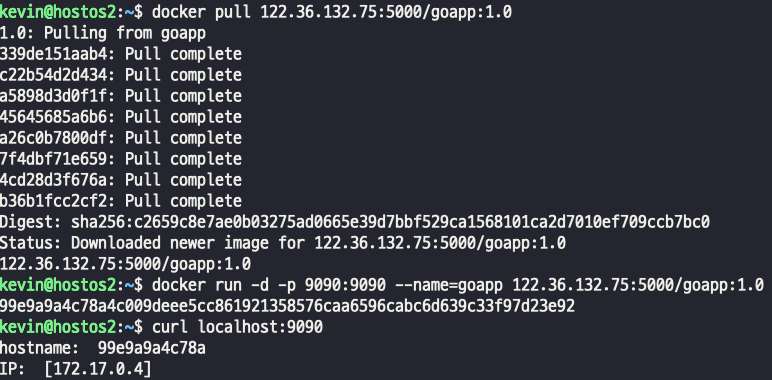 kevin@hostos2:~$ docker pull 122.36.132.75:5000/goapp:1.0
1.0: Pulling from goapp
339de151aab4: Pull complete
c22b54d2d434: Pull complete
a5898d3d0f1f: Pull complete
45645685a6b6: Pull complete
a26c0b7800df: Pull complete
7f4dbf71e659: Pull complete
4cd28d3f676a: Pull complete
b36b1fcc2cf2: Pull complete
Digest: sha256:c2659c8e7ae0b03275ad0665e39d7bbf529ca1568101ca2d7010ef709ccb7bc0
Status: Downloaded newer image for 122.36.132.75:5000/goapp:1.0
122.36.132.75:5000/goapp:1.0
kevin@hostos2:~$ docker run -d -p 9090:9090 --name=goapp 122.36.132.75:5000/goapp:1.0
99e9a9a4c78a4c009deee5cc861921358576caa6596cabc6d639c33f97d23e92
kevin@hostos2:~$ curl localhost:9090
hostname:  99e9a9a4c78a
IP:  [172.17.0.4]